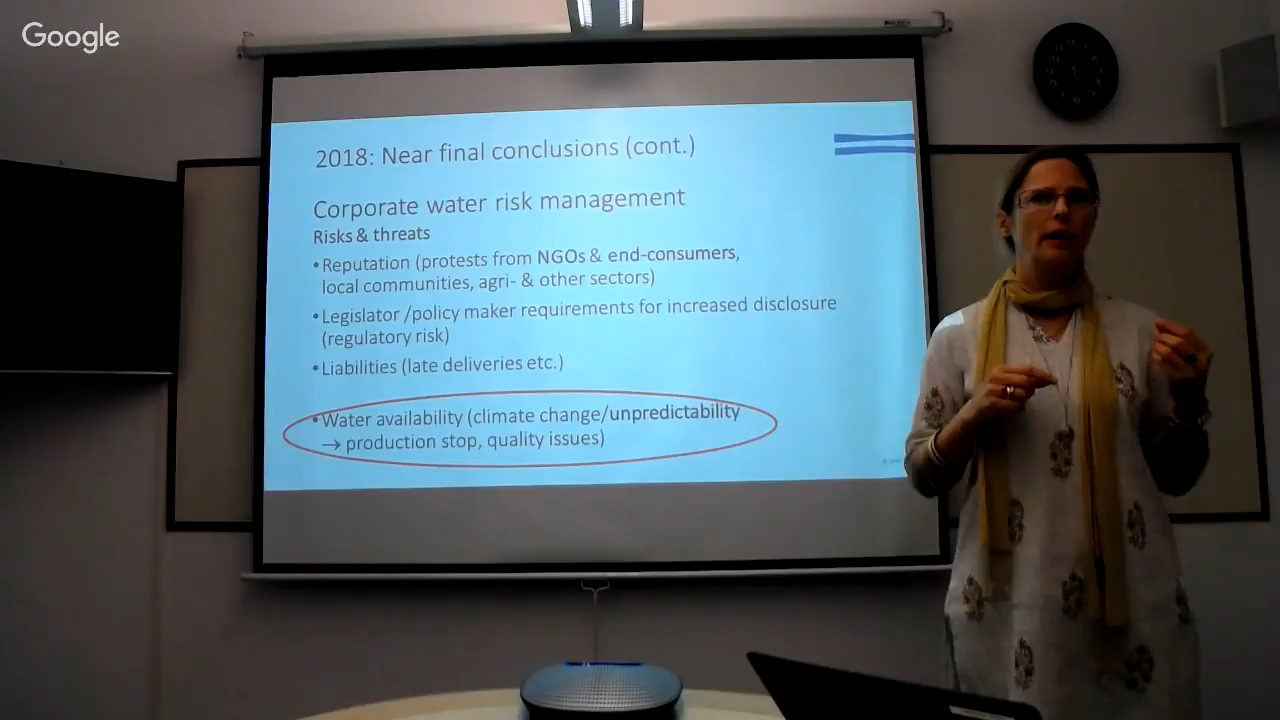 Google
2018: Near final conclusions (cont.)
Corporate water risk management
Risks & threats
• Reputation (protests from NGOs & end-consumers,
local communities, agri- & other sectors)
• Legislator /policy maker requirements for increased disclosure
(regulatory risk)
• Liabilities (late deliveries etc.)
• Water availability (climate change/unpredictability
→ production stop, quality issues)